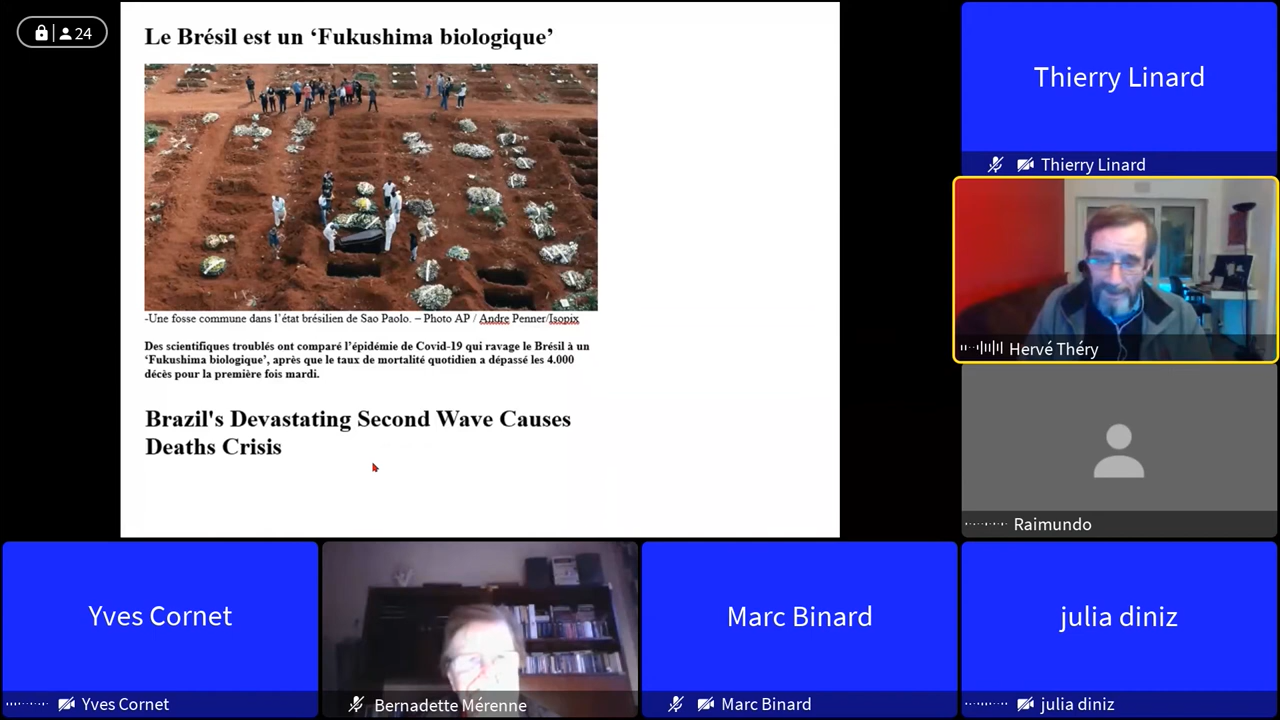 24
Le Brésil est un ‘Fukushima biologique’
-Une fosse commune dans l’état brésilien de Sao Paolo. – Photo AP / Andre Penner/Isopix
Des scientifiques troublés ont comparé l’épidémie de Covid-19 qui ravage le Brésil à un
‘Fukushima biologique’, après que le taux de mortalité quotidien a dépassé les 4.000
décès pour la première fois mardi.
Brazil's Devastating Second Wave Causes
Deaths Crisis
Thierry Linard
Thierry Linard
Hervé Théry
Raimundo
Yves Cornet
Yves Cornet
Bernadette Mérenne
Marc Binard
Marc Binard
julia diniz
julia diniz